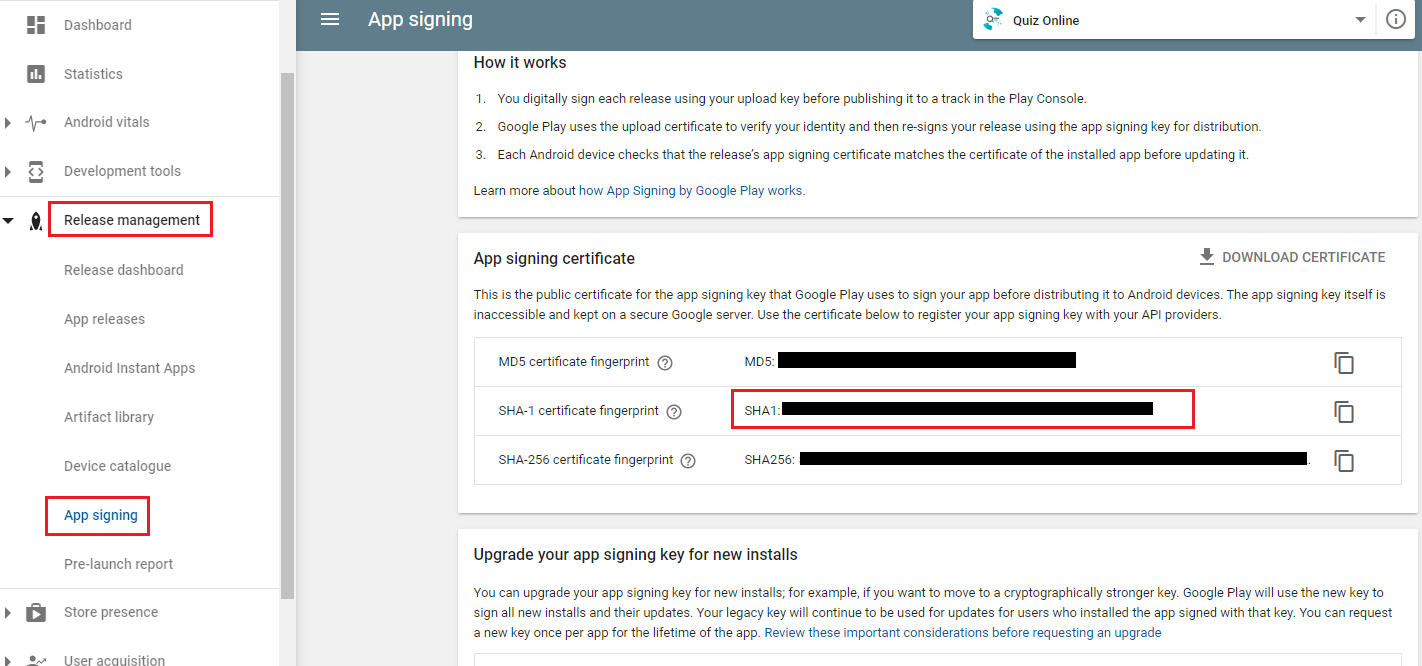 Dashboard
Statistics
Android vitals
Development tools
Release management
Release dashboard
App releases
Android Instant Apps
Artifact library
Device catalogue
App signing
Pre-launch report
Store presence
User acquisition
App signing
Quiz Online
How it works
1. You digitally sign each release using your upload key before publishing it to a track in the Play Console.
2. Google Play uses the upload certificate to verify your identity and then re-signs your release using the app signing key for distribution.
3. Each Android device checks that the release's app signing certificate matches the certificate of the installed app before updating it.
Learn more about how App Signing by Google Play works.
App signing certificate
DOWNLOAD CERTIFICATE
This is the public certificate for the app signing key that Google Play uses to sign your app before distributing it to Android devices. The app signing key itself is
inaccessible and kept on a secure Google server. Use the certificate below to register your app signing key with your API providers.
MD5 certificate fingerprint MD5:
SHA-1 certificate fingerprint SHA1:
SHA-256 certificate fingerprint SHA256:
Upgrade your app signing key for new installs
You can upgrade your app signing key for new installs; for example, if you want to move to a cryptographically stronger key. Google Play will use the new key to
sign all new installs and their updates. Your legacy key will continue to be used for updates for users who installed the app signed with that key. You can request
a new key once per app for the lifetime of the app. Review these important considerations before requesting an upgrade